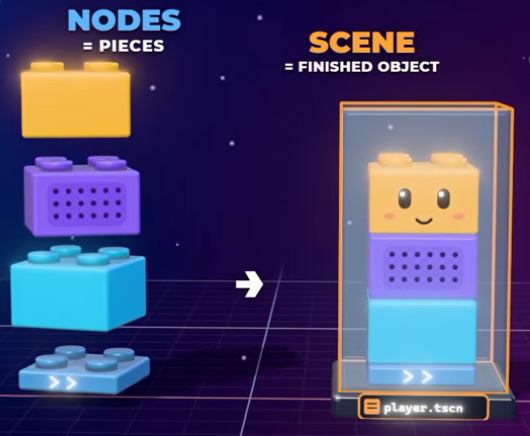 NODES
= PIECES
SCENE
= FINISHED OBJECT
player.tscn